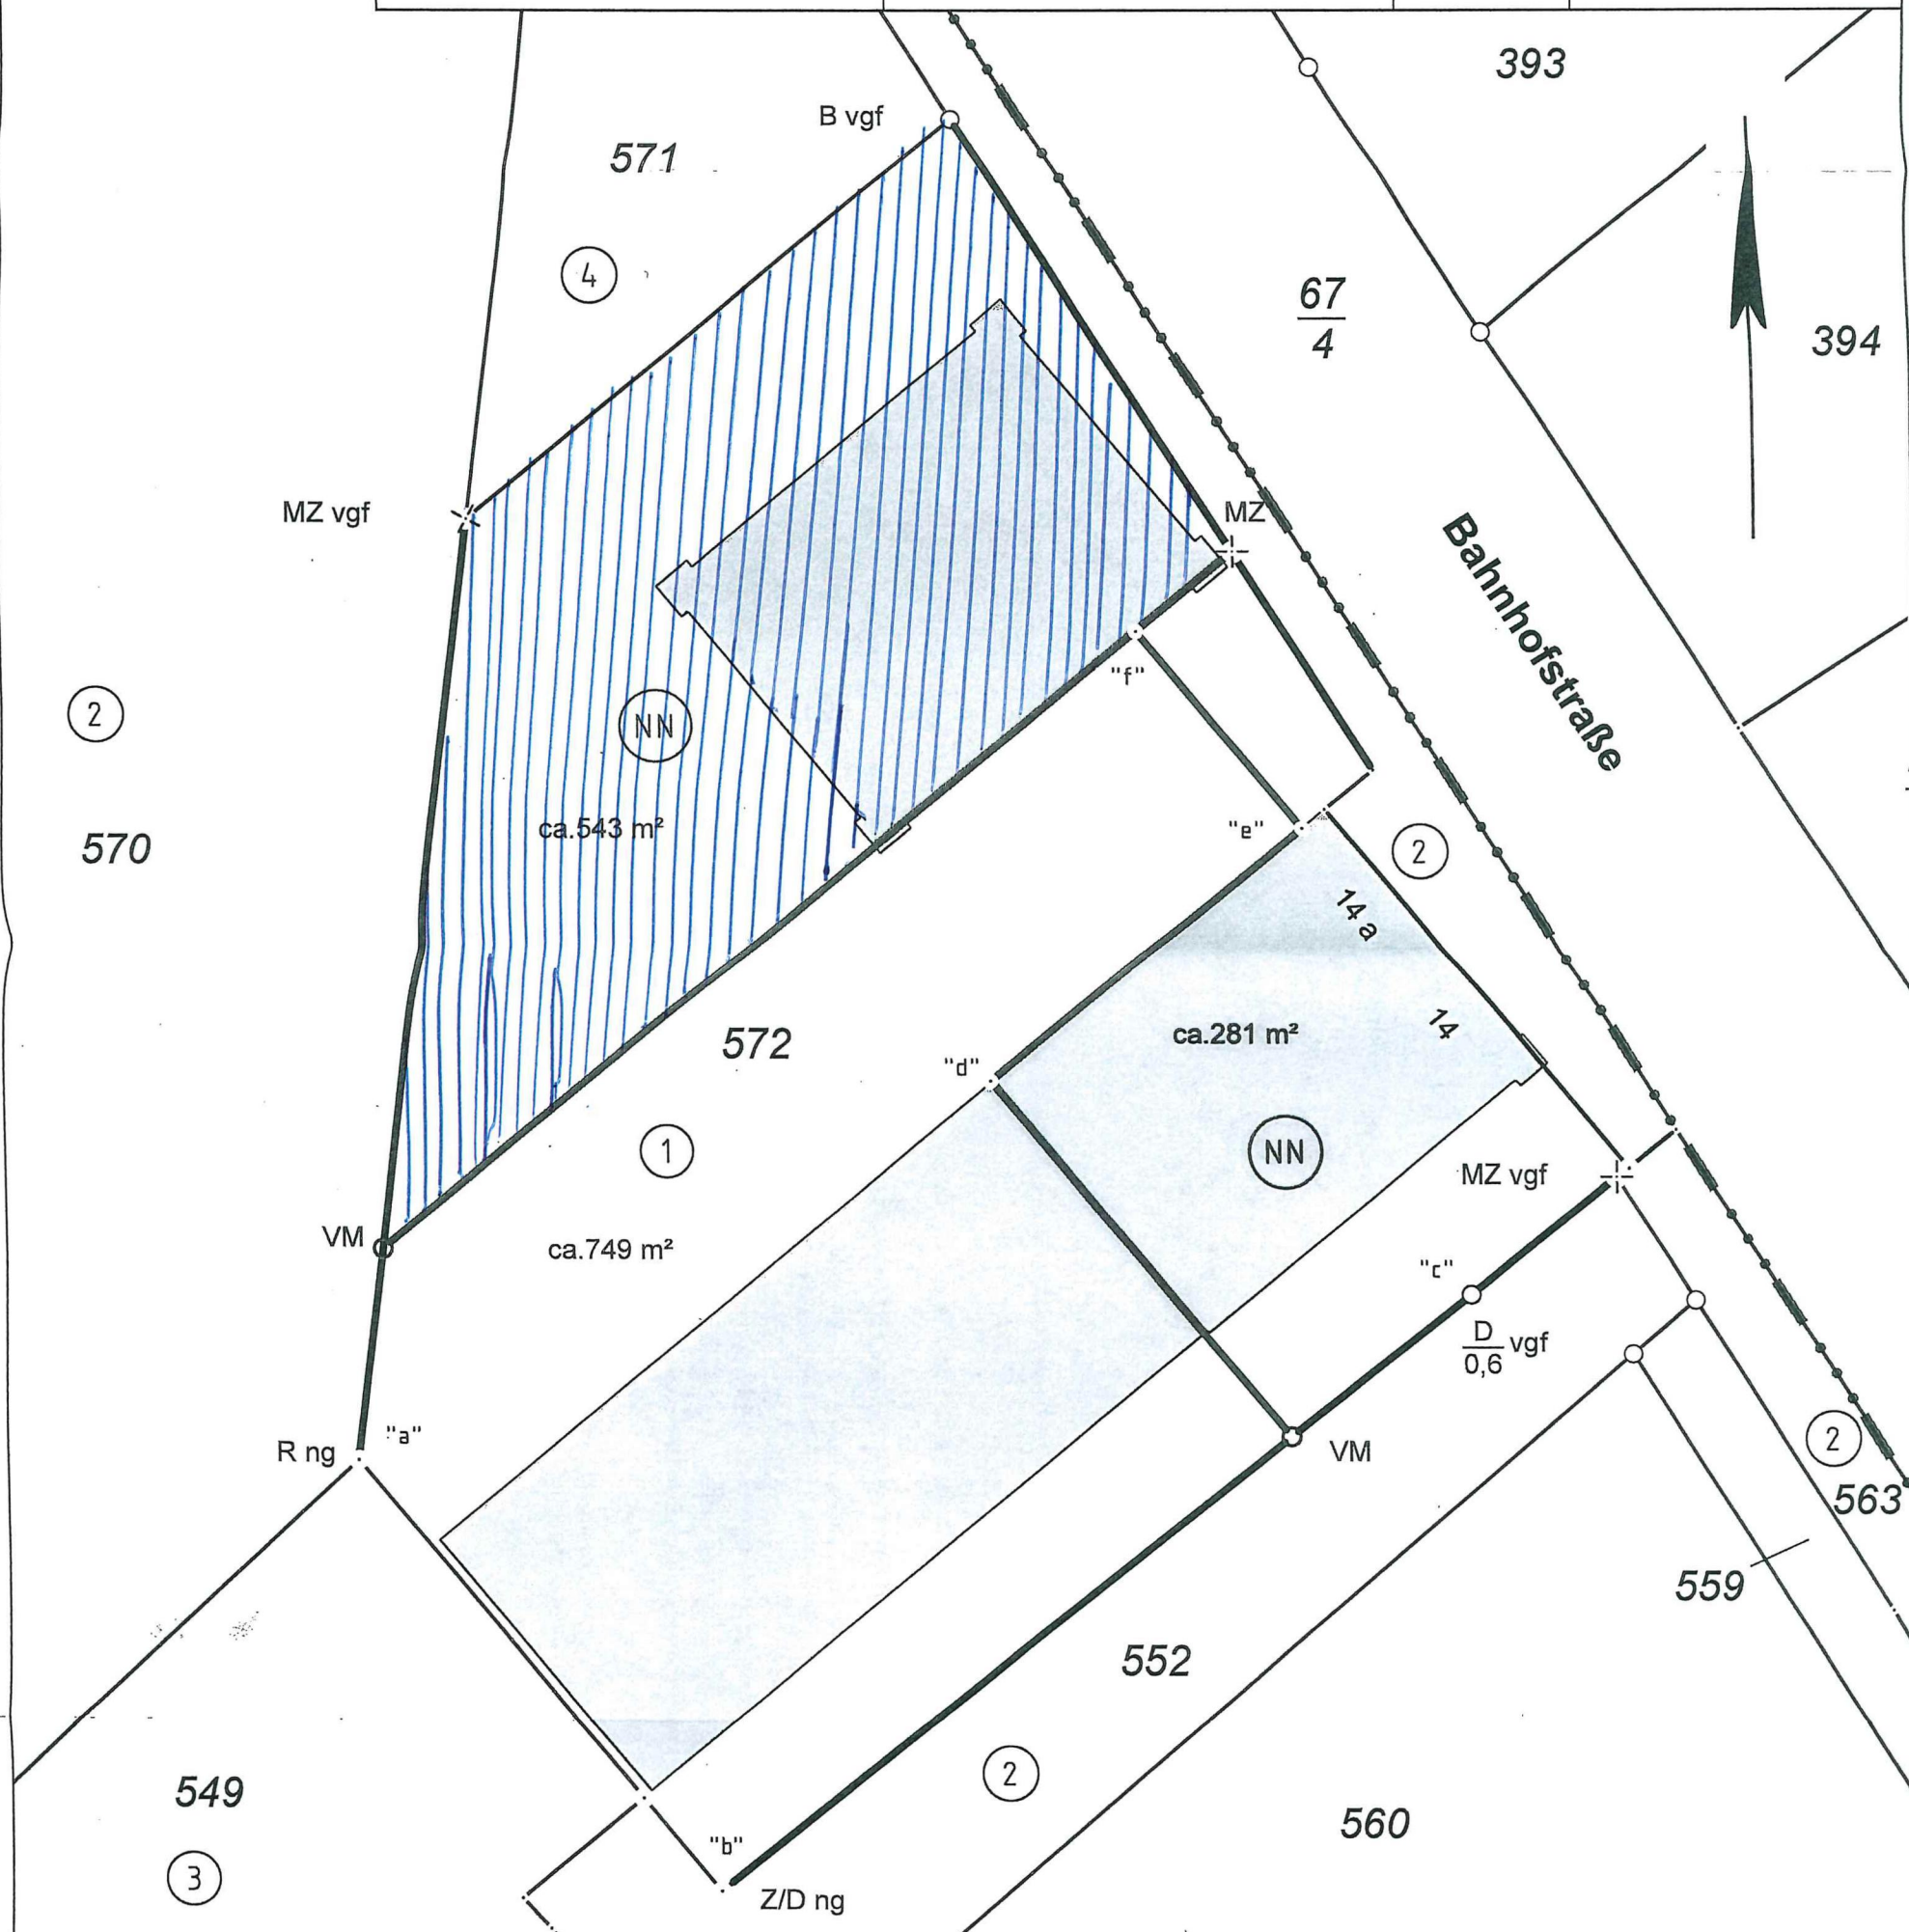 393
B vgf
571
4
67
4
394
MZ vgf
MZ
Bahnhofstraße
"f"
2
NN
ca.543 m²
570
"e"
2
14 a
572
"d"
ca.281 m²
14
1
NN
MZ vgf
VM
ca.749 m²
"c"
D
0,6
vgf
"a"
R ng
VM
2
563
559
552
2
549
560
"b"
3
Z/D ng